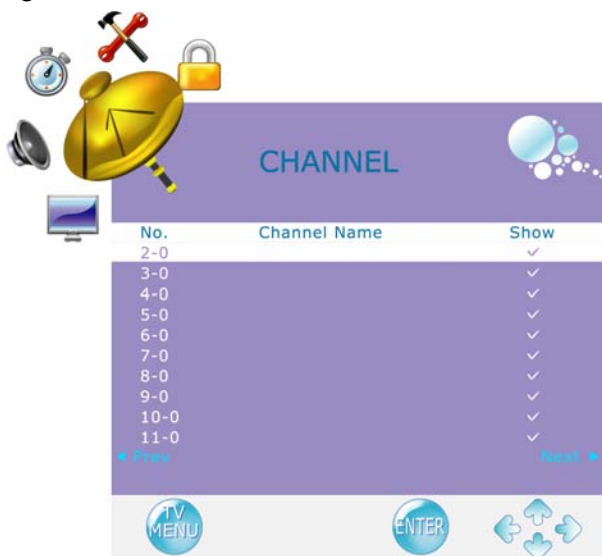 CHANNEL
No. Channel Name Show
2-0 ✓
3-0 ✓
4-0 ✓
5-0 ✓
6-0 ✓
7-0 ✓
8-0 ✓
9-0 ✓
10-0 ✓
11-0 ✓
◄ Prev Next ►
TV MENU ENTER